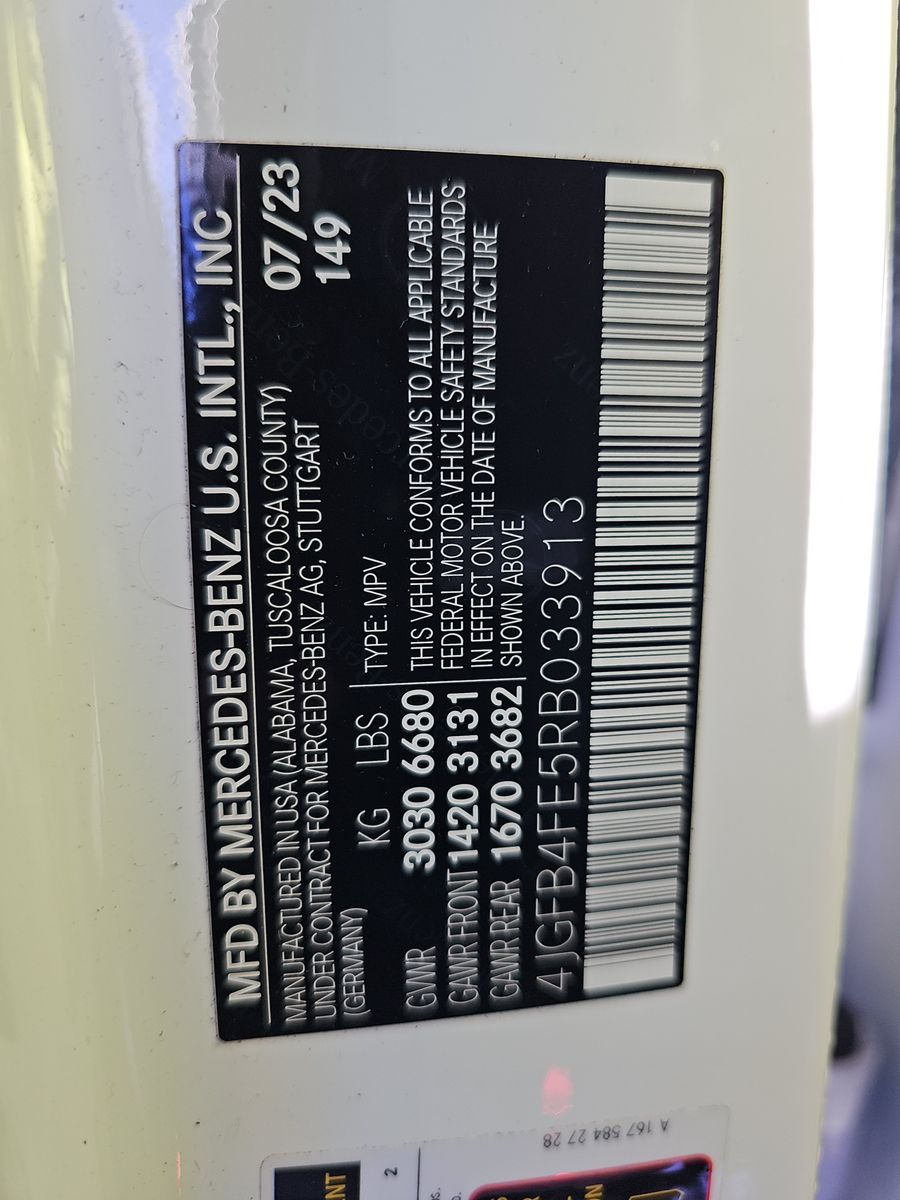 MFD BY MERCEDES-BENZ U.S. INTL., INC
MANUFACTURED IN USA (ALABAMA, TUSCALOOSA COUNTY) 07/23
UNDER CONTRACT FOR MERCEDES-BENZ AG, STUTTGART 149
(GERMANY)
KG LBS TYPE: MPV
GVWR 3030 6680 THIS VEHICLE CONFORMS TO ALL APPLICABLE
GAWR FRONT 1420 3131 FEDERAL MOTOR VEHICLE SAFETY STANDARDS
GAWR REAR 1670 3682 IN EFFECT ON THE DATE OF MANUFACTURE
SHOWN ABOVE.
4JGFB4FE5RB033913
A 167 584 27 28
2